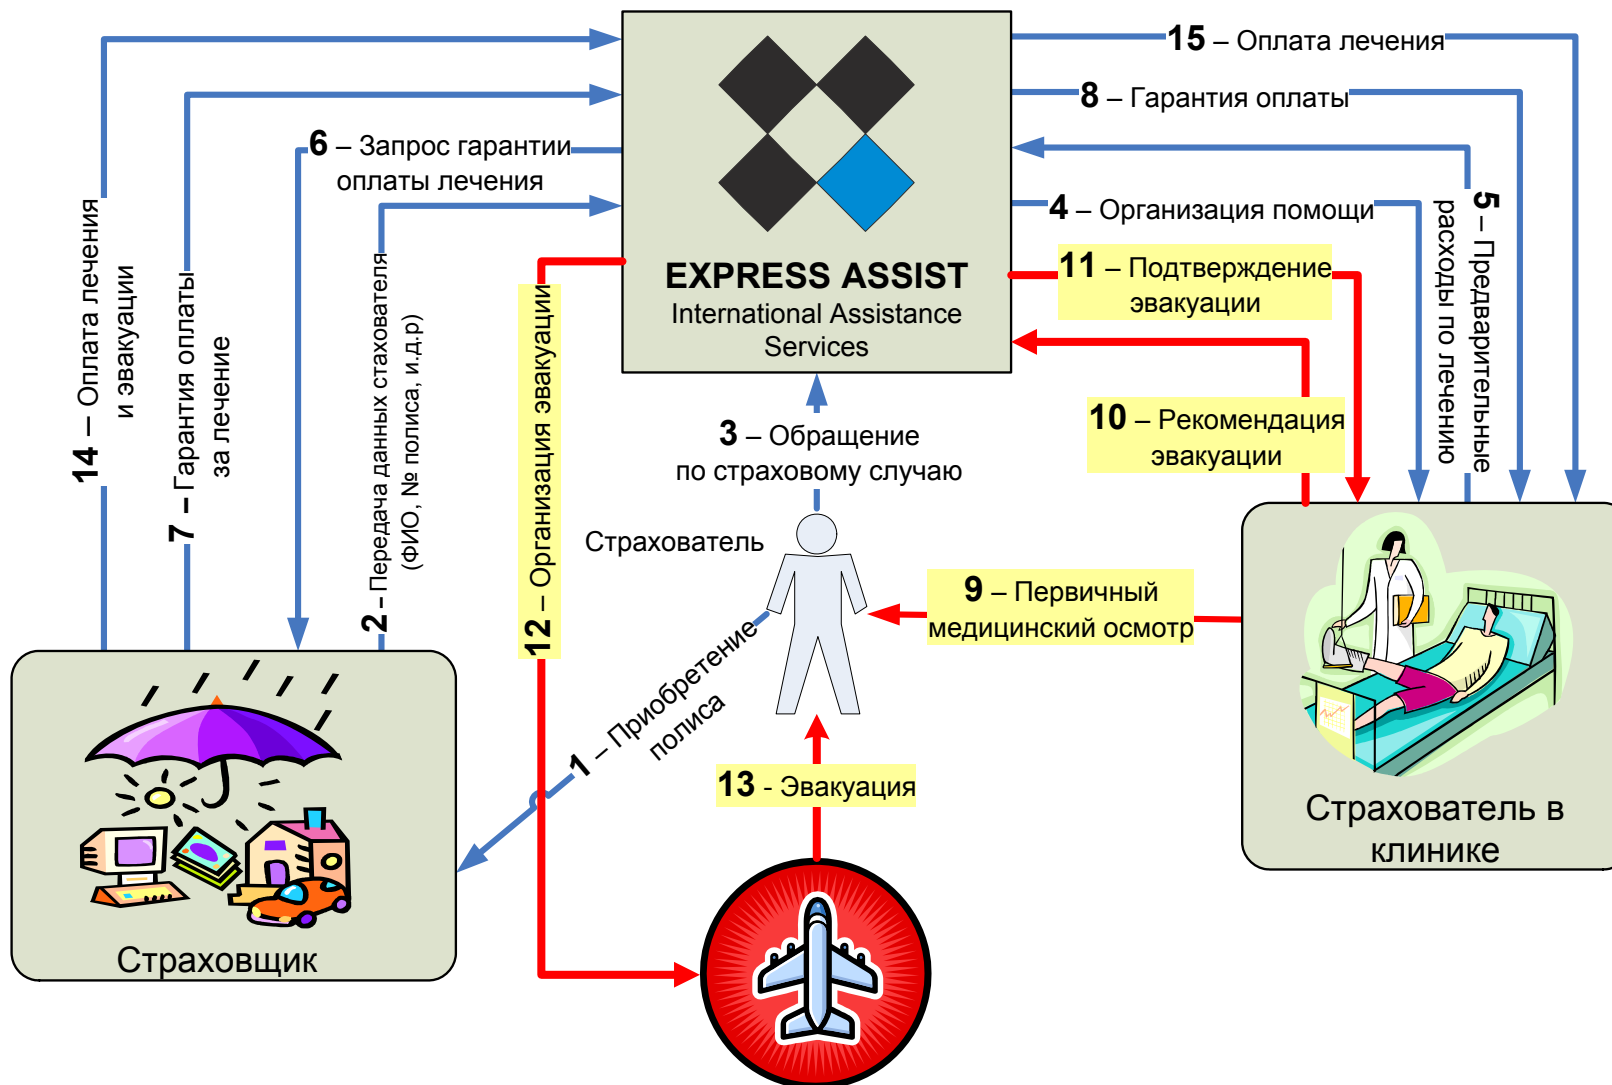 15 – Оплата лечения
8 – Гарантия оплаты
6 – Запрос гарантии
оплаты лечения
4 – Организация помощи
5 – Предварительные
расходы по лечению
EXPRESS ASSIST
International Assistance
Services
11 – Подтверждение
эвакуации
14 – Оплата лечения
и эвакуации
7 – Гарантия оплаты
за лечение
2 – Передача данных стахователя
(ФИО, № полиса, и.д.р)
12 – Организация эвакуации
10 – Рекомендация
эвакуации
3 – Обращение
по страховому случаю
Страхователь
9 – Первичный
медицинский осмотр
1 – Приобретение
полиса
13 - Эвакуация
Страхователь в
клинике
Страховщик